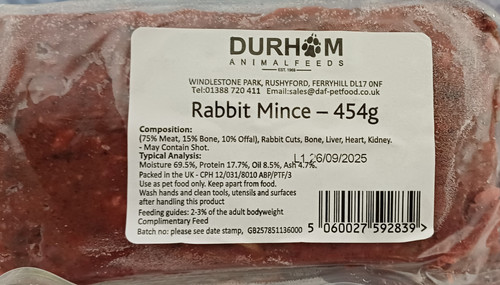 DURHAM
ANIMALFEEDS
EST. 1988
WINDLESTONE PARK, RUSHYFORD, FERRYHILL DL17 0NF
Tel:01388 720 411 Email:sales@daf-petfood.co.uk
Rabbit Mince – 454g
Composition:
(75% Meat, 15% Bone, 10% Offal), Rabbit Cuts, Bone, Liver, Heart, Kidney.
- May Contain Shot.
Typical Analysis:
Moisture 69.5%, Protein 17.7%, Oil 8.5%, Ash 4.7%.
L1 26/09/2025
Packed in the UK - CPH 12/031/8010 ABP/PTF/3
Use as pet food only. Keep apart from food.
Wash hands and clean tools, utensils and surfaces
after handling this product
Feeding guides: 2-3% of the adult bodyweight
Complimentary Feed
Batch no: please see date stamp, GB257851136000
5 060027 592839 >